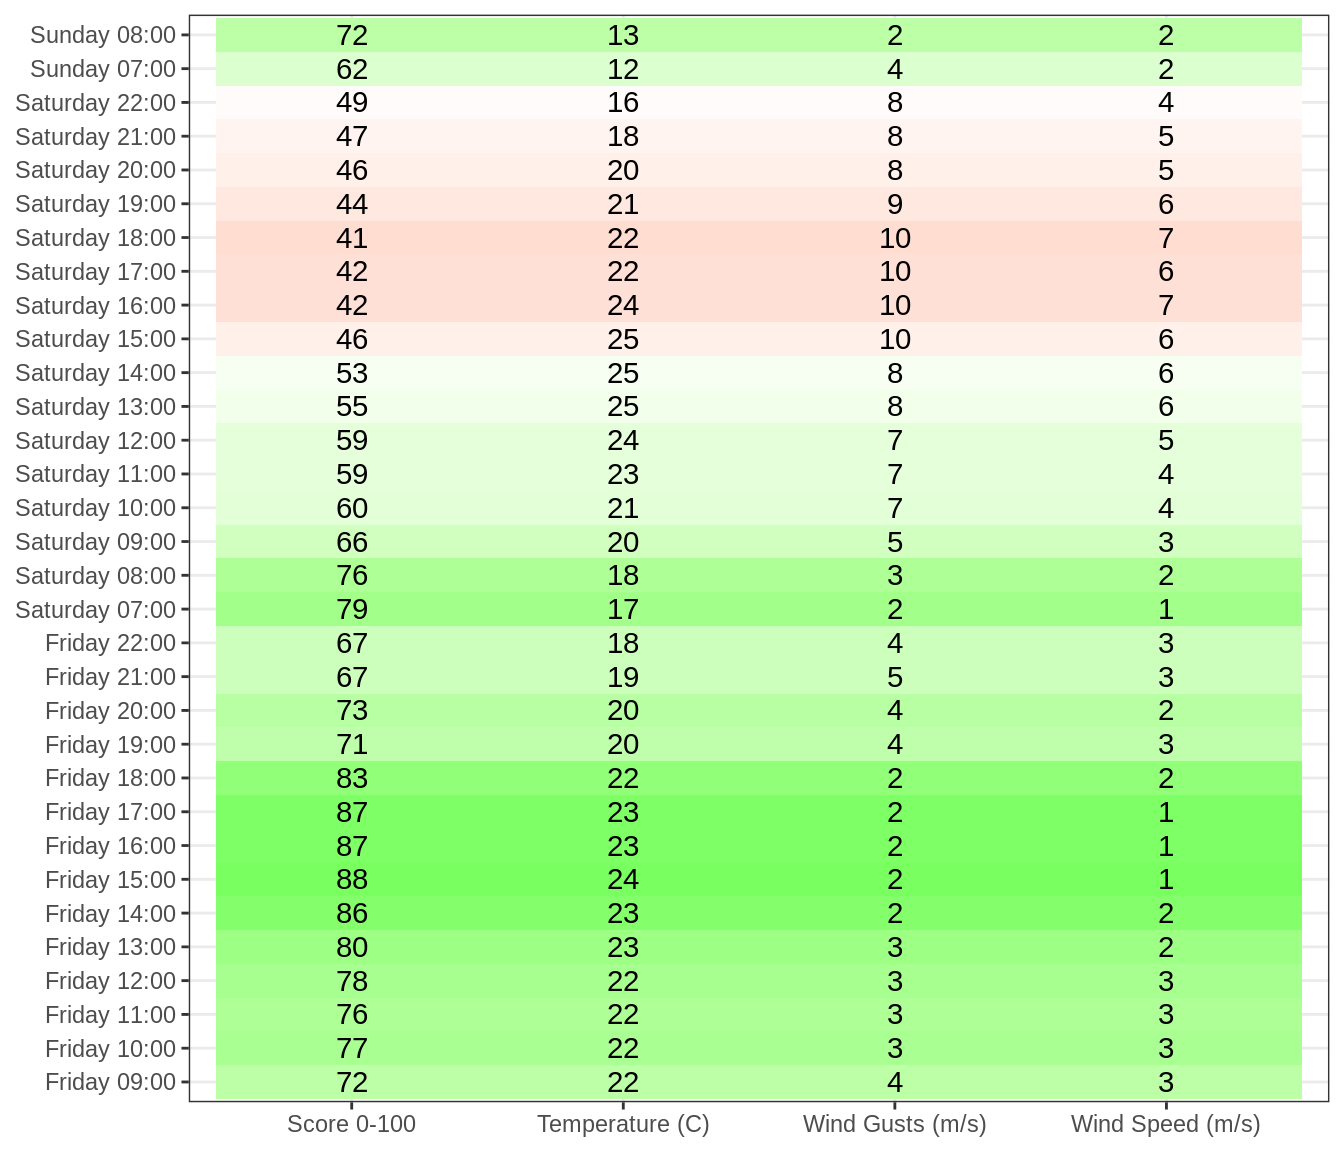 Sunday 08:00 72 13 2 2
Sunday 07:00 62 12 4 2
Saturday 22:00 49 16 8 4
Saturday 21:00 47 18 8 5
Saturday 20:00 46 20 8 5
Saturday 19:00 44 21 9 6
Saturday 18:00 41 22 10 7
Saturday 17:00 42 22 10 6
Saturday 16:00 42 24 10 7
Saturday 15:00 46 25 10 6
Saturday 14:00 53 25 8 6
Saturday 13:00 55 25 8 6
Saturday 12:00 59 24 7 5
Saturday 11:00 59 23 7 4
Saturday 10:00 60 21 7 4
Saturday 09:00 66 20 5 3
Saturday 08:00 76 18 3 2
Saturday 07:00 79 17 2 1
Friday 22:00 67 18 4 3
Friday 21:00 67 19 5 3
Friday 20:00 73 20 4 2
Friday 19:00 71 20 4 3
Friday 18:00 83 22 2 2
Friday 17:00 87 23 2 1
Friday 16:00 87 23 2 1
Friday 15:00 88 24 2 1
Friday 14:00 86 23 2 2
Friday 13:00 80 23 3 2
Friday 12:00 78 22 3 3
Friday 11:00 76 22 3 3
Friday 10:00 77 22 3 3
Friday 09:00 72 22 4 3
Score 0-100 Temperature (C) Wind Gusts (m/s) Wind Speed (m/s)